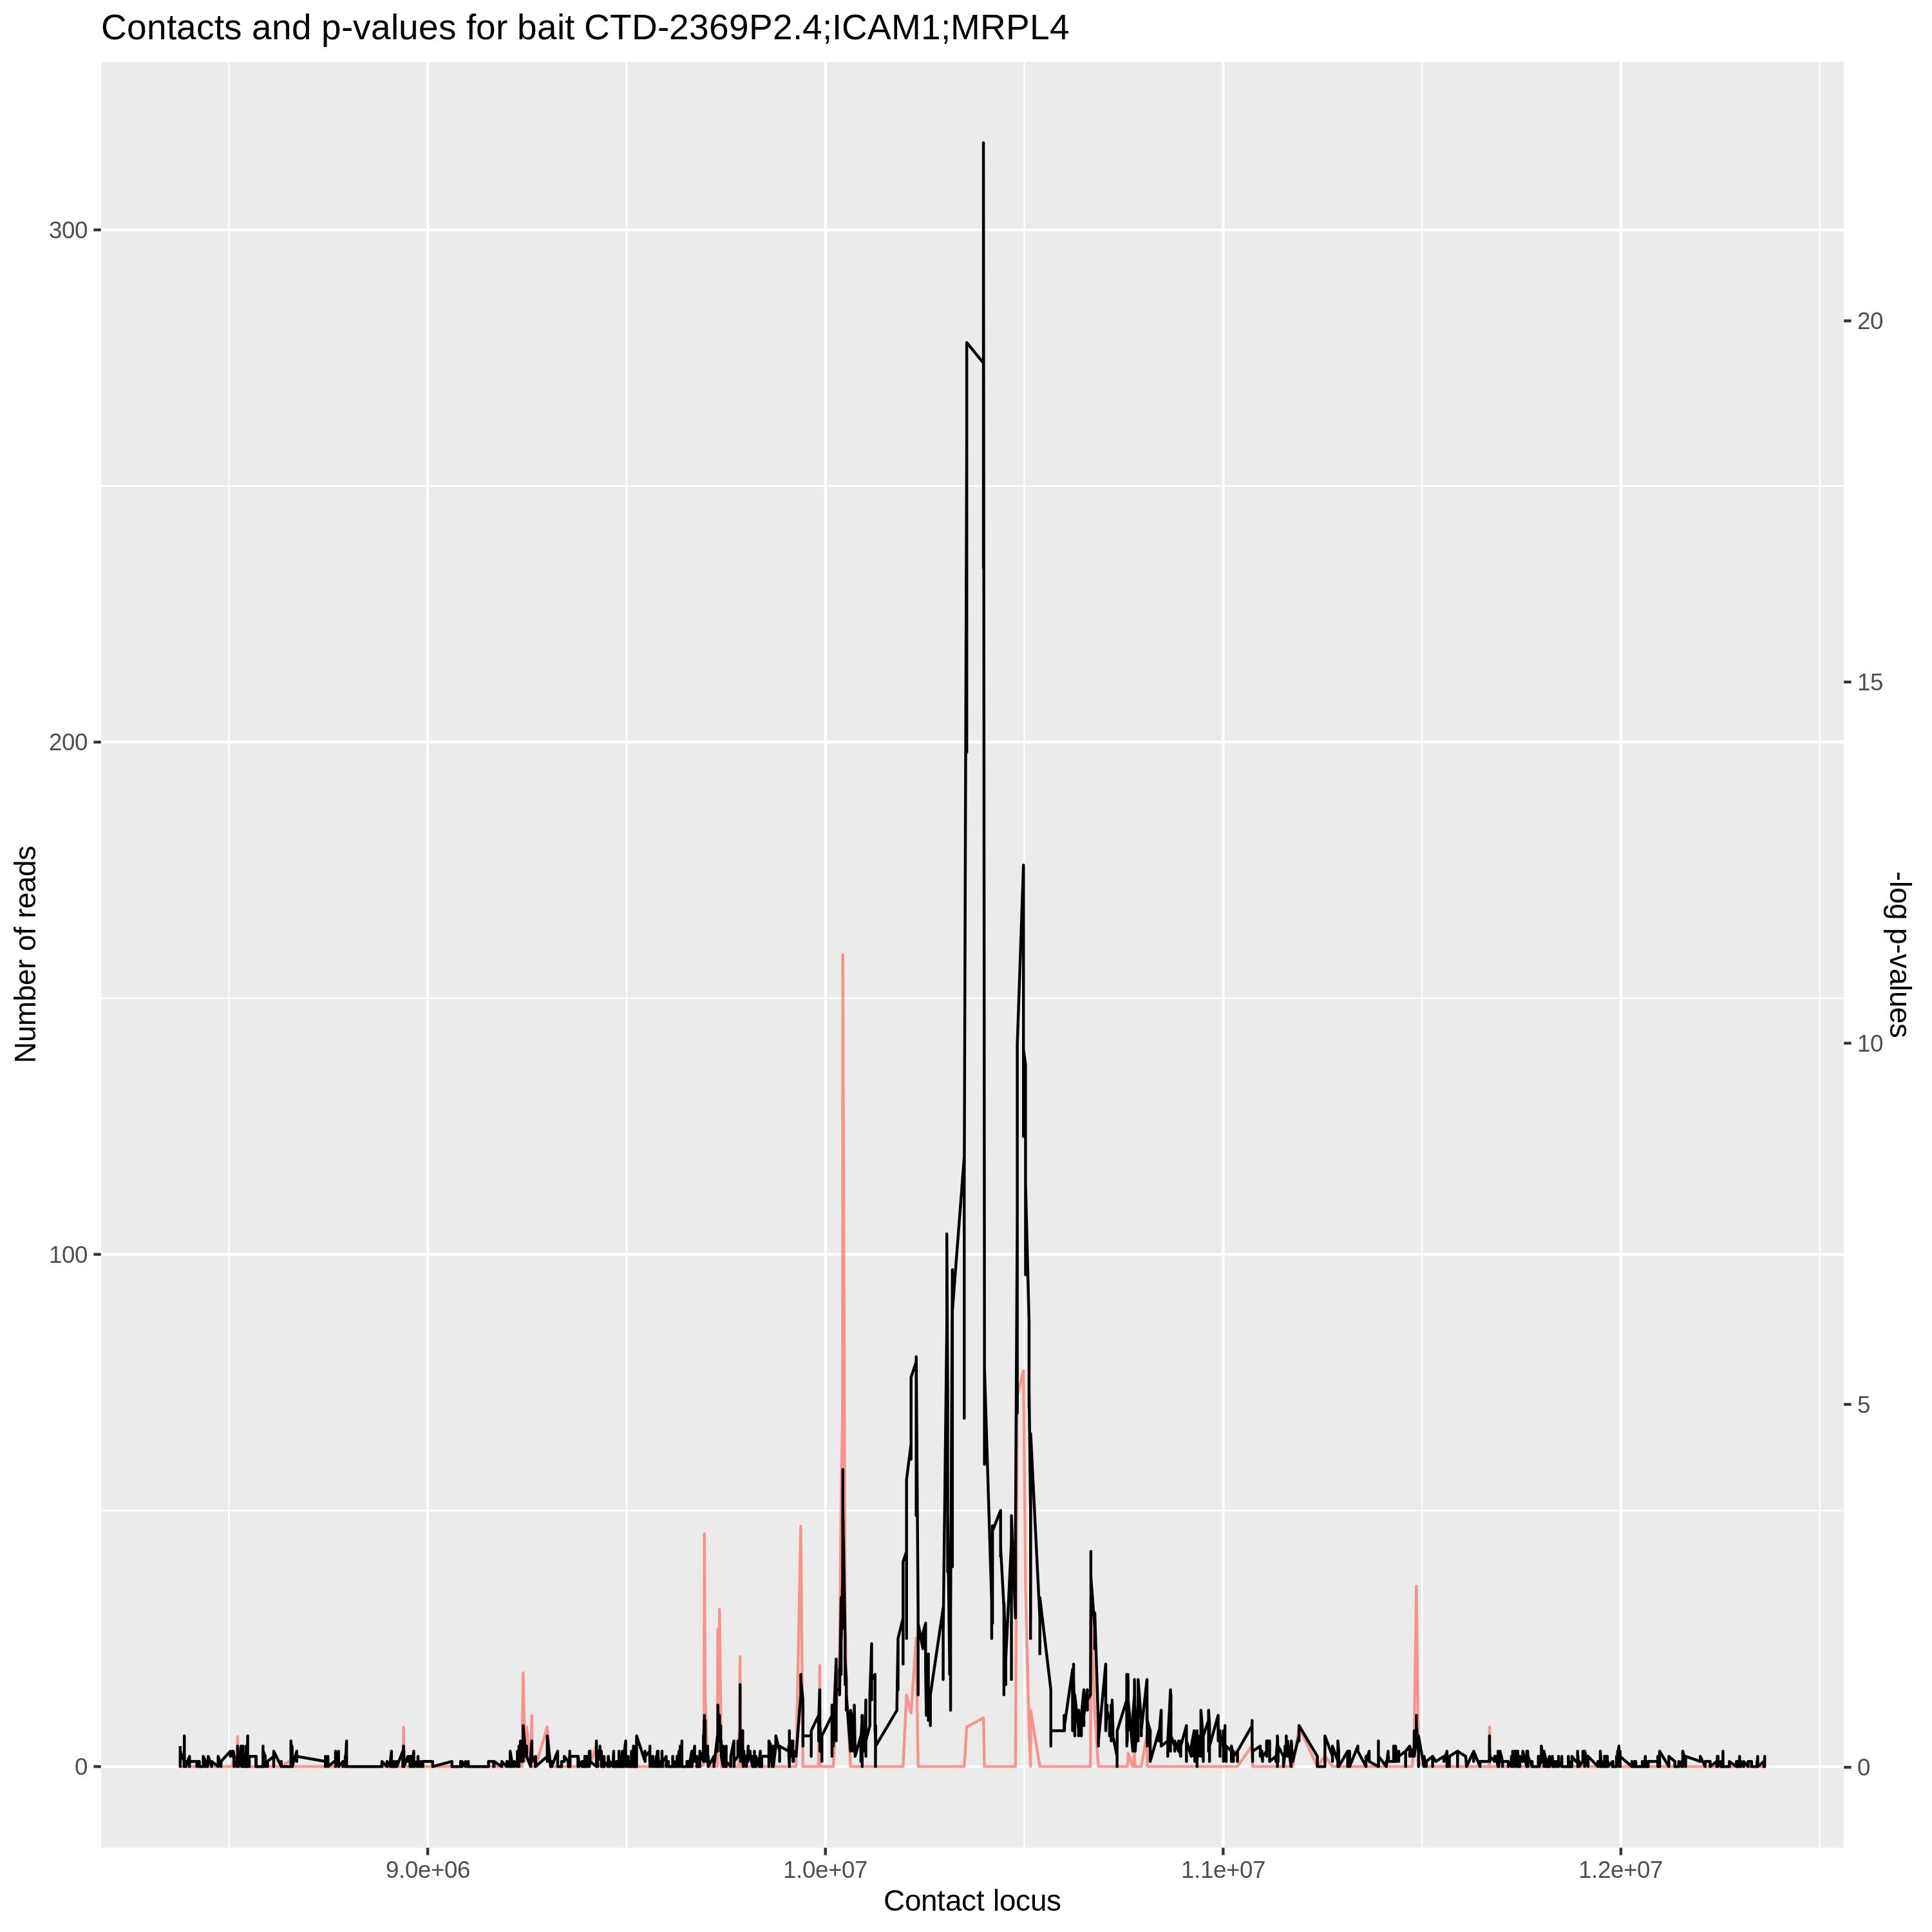 Contacts and p-values for bait CTD-2369P2.4;ICAM1;MRPL4
300
200
100
0
Number of reads
20
15
10
5
0
-log p-values
9.0e+06 1.0e+07 1.1e+07 1.2e+07
Contact locus